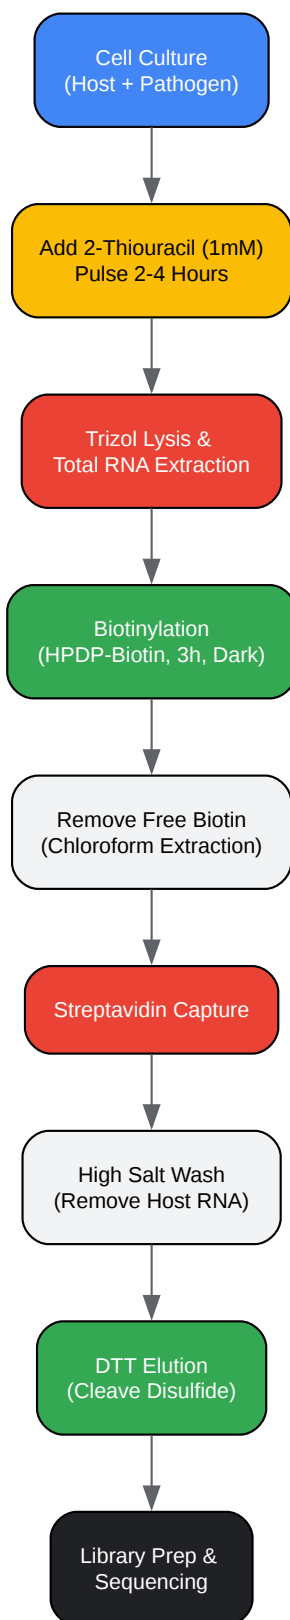 Cell Culture
(Host + Pathogen)
Add 2-Thiouracil (1mM)
Pulse 2-4 Hours
Trizol Lysis &
Total RNA Extraction
Biotinylation
(HPDP-Biotin, 3h, Dark)
Remove Free Biotin
(Chloroform Extraction)
Streptavidin Capture
High Salt Wash
(Remove Host RNA)
DTT Elution
(Cleave Disulfide)
Library Prep &
Sequencing